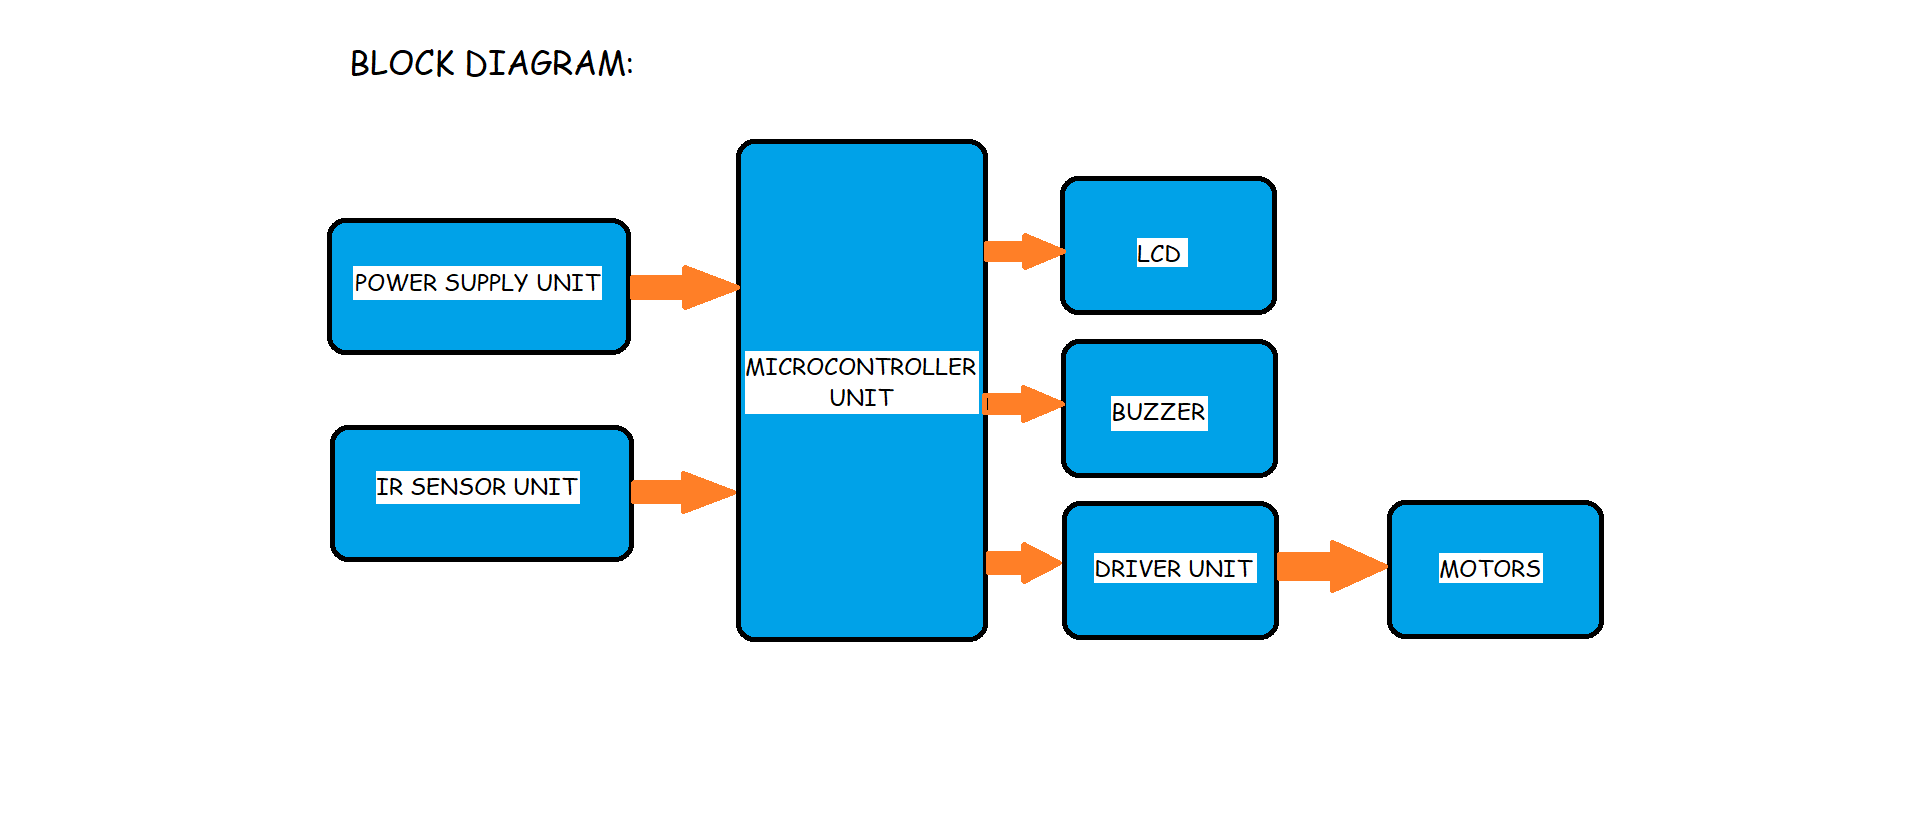 BLOCK DIAGRAM:
POWER SUPPLY UNIT
IR SENSOR UNIT
MICROCONTROLLER
UNIT
LCD
BUZZER
DRIVER UNIT
MOTORS